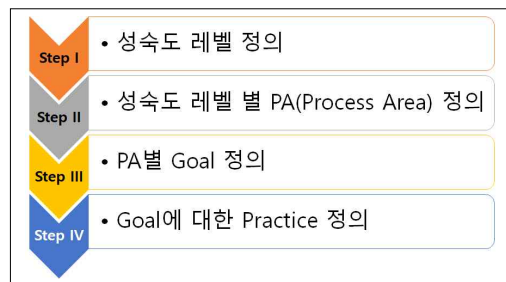 Step I
• 성숙도 레벨 정의
Step II
• 성숙도 레벨 별 PA(Process Area) 정의
Step III
• PA별 Goal 정의
Step IV
• Goal에 대한 Practice 정의